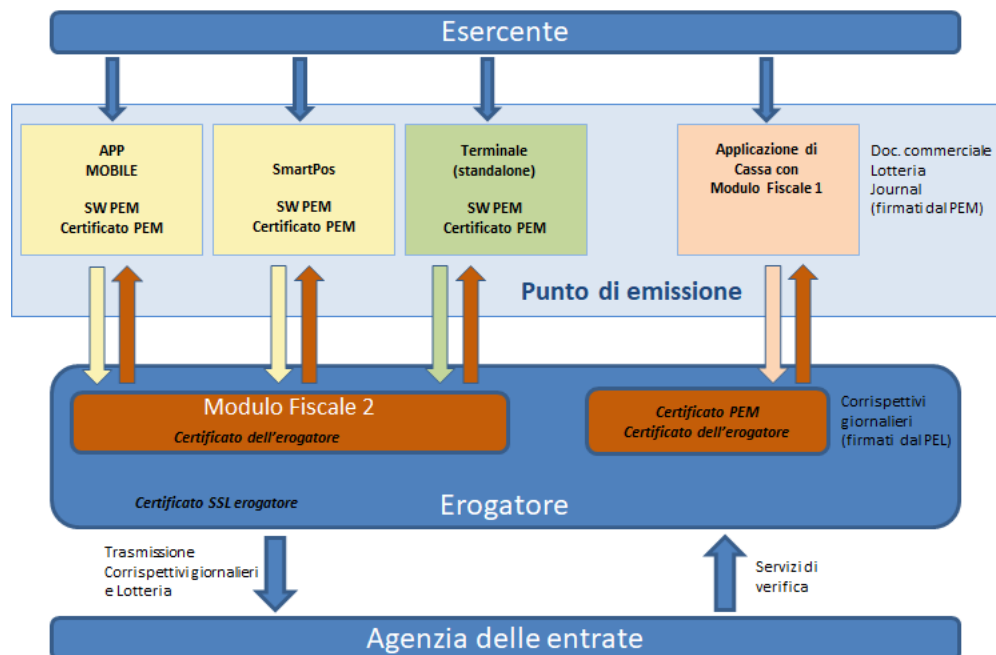 Esercente
APP
MOBILE
SW PEM
Certificato PEM
SmartPos
SW PEM
Certificato PEM
Terminale
(standalone)
SW PEM
Certificato PEM
Applicazione di
Cassa con
Modulo Fiscale 1
Doc. commerciale
Lotteria
Journal
(firmati dal PEM)
Punto di emissione
Modulo Fiscale 2
Certificato dell'erogatore
Certificato PEM
Certificato dell'erogatore
Corrispettivi
giornalieri
(firmati dal PEL)
Certificato SSL erogatore
Erogatore
Trasmissione
Corrispettivi giornalieri
e Lotteria
Servizi di
verifica
Agenzia delle entrate